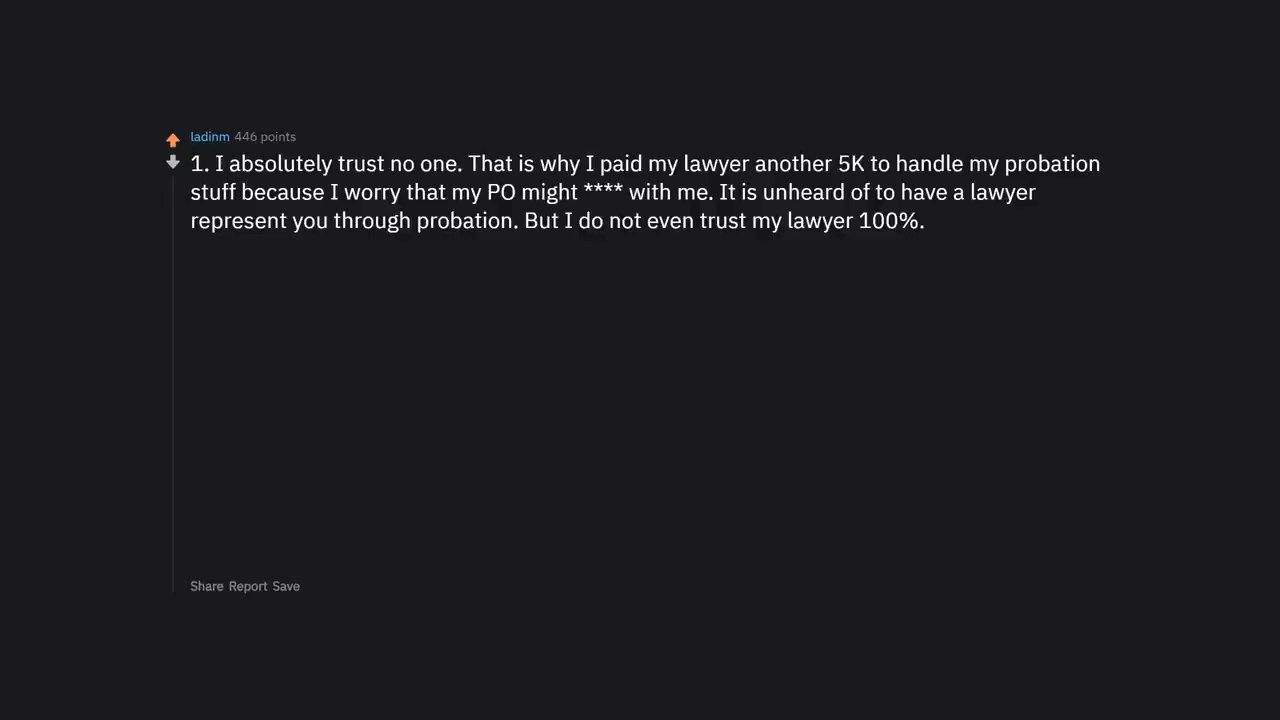 ladinm 446 points
1. I absolutely trust no one. That is why I paid my lawyer another 5K to handle my probation
stuff because I worry that my PO might **** with me. It is unheard of to have a lawyer
represent you through probation. But I do not even trust my lawyer 100%.
Share Report Save